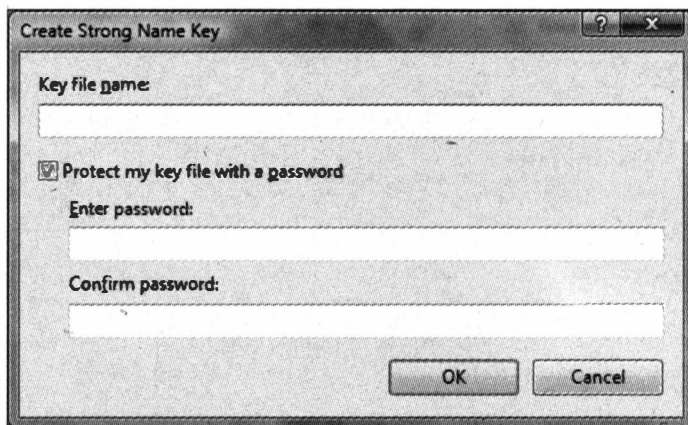 Create Strong Name Key
Key file name:
Protect my key file with a password
Enter password:
Confirm password:
OK Cancel